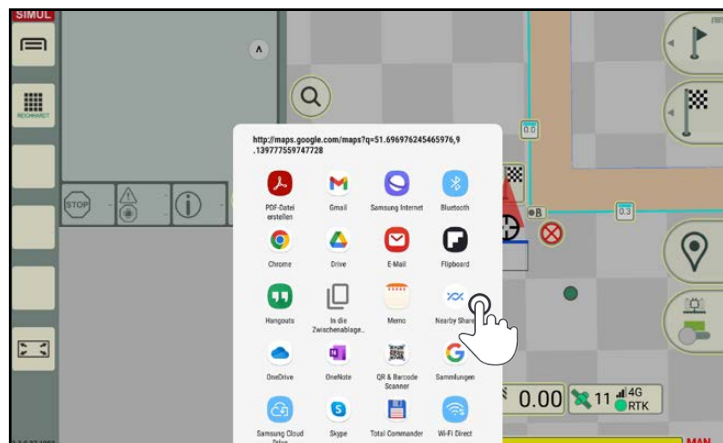 SIMUL
REICHHARDT
STOP
http://maps.google.com/maps?q=51.696976245465976,9
.139777559747728
PDF-Datei
erstellen
Gmail
Samsung Internet
Bluetooth
Chrome
Drive
E-Mail
Flipboard
Hangouts
In die
Zwischenablage..
Memo
Nearby Share
OneDrive
OneNote
QR & Barcode
Scanner
Sammlungen
Samsung Cloud
Drive
Skype
Total Commander
Wi-Fi Direct
0.0
B
0.3
0.00
11
4G
RTK
MAN